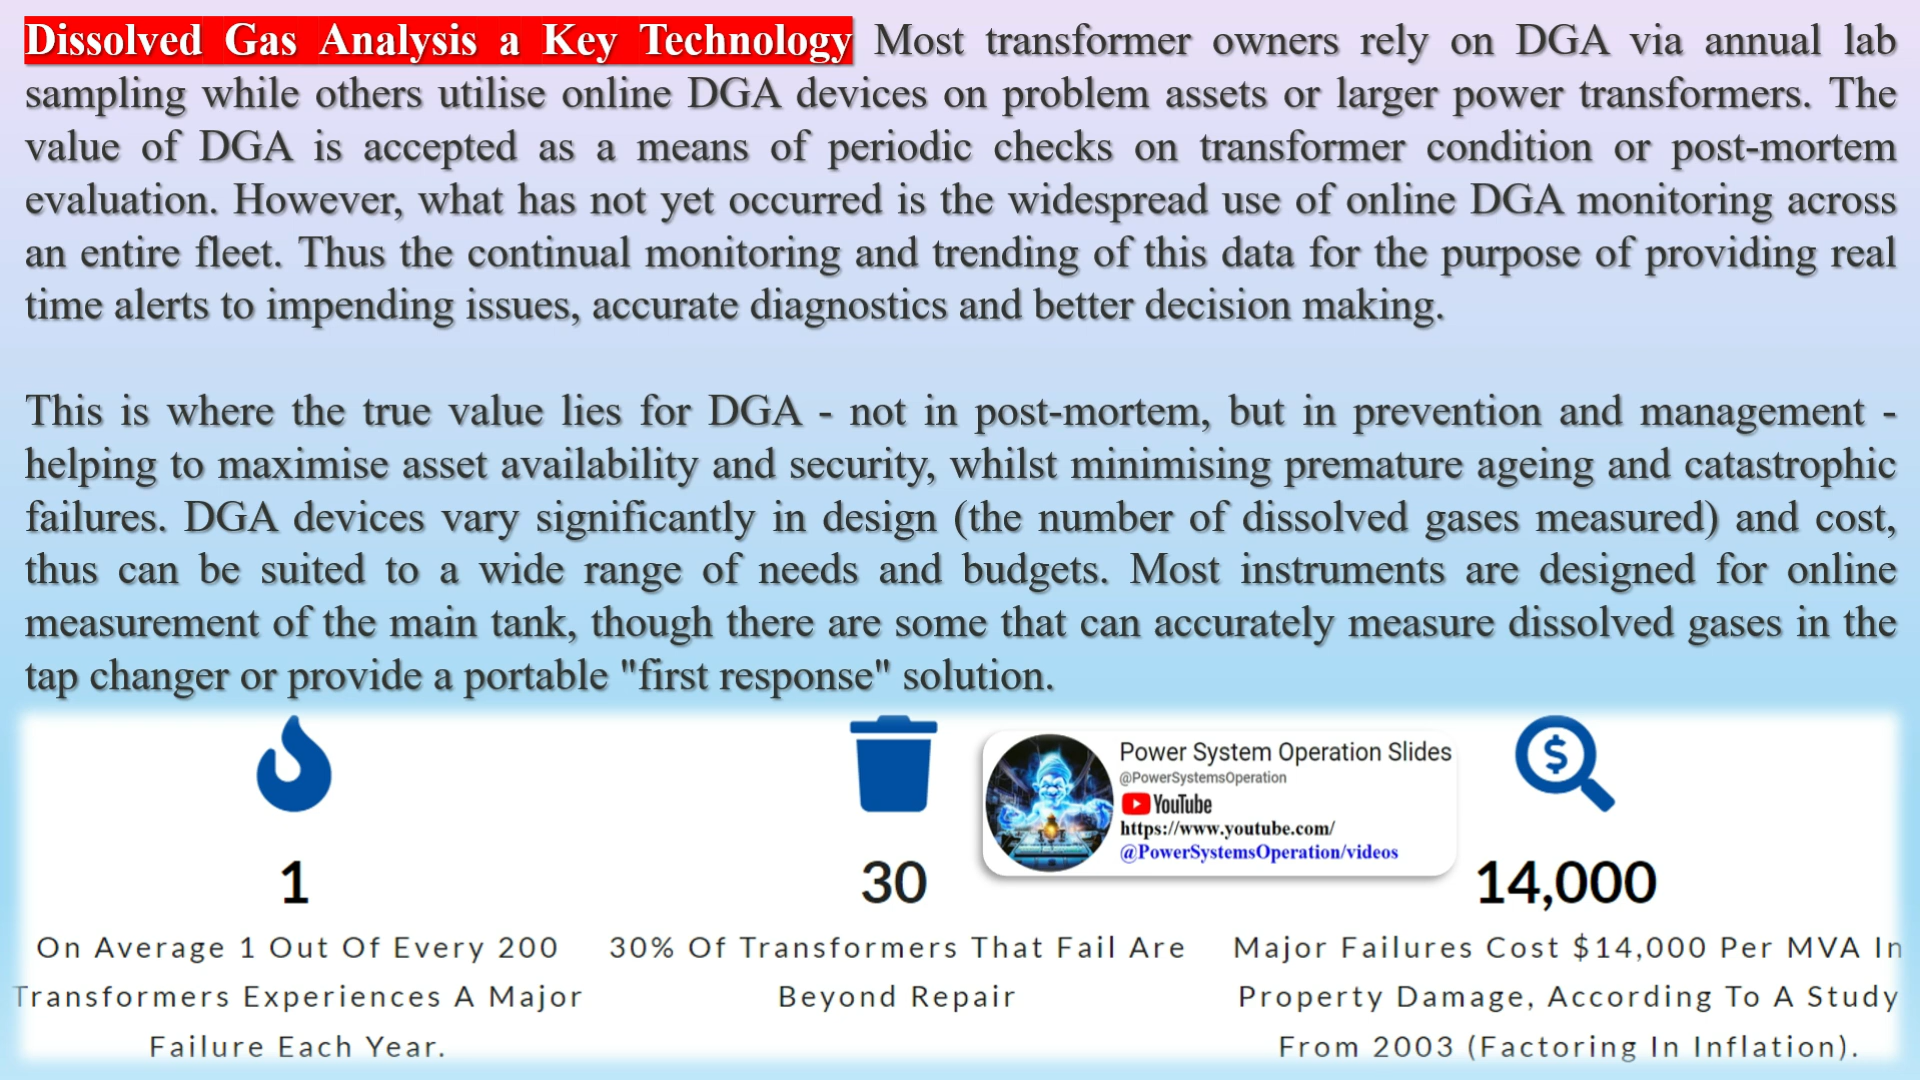 Dissolved Gas Analysis a Key Technology Most transformer owners rely on DGA via annual lab
sampling while others utilise online DGA devices on problem assets or larger power transformers. The
value of DGA is accepted as a means of periodic checks on transformer condition or post-mortem
evaluation. However, what has not yet occurred is the widespread use of online DGA monitoring across
an entire fleet. Thus the continual monitoring and trending of this data for the purpose of providing real
time alerts to impending issues, accurate diagnostics and better decision making.
This is where the true value lies for DGA - not in post-mortem, but in prevention and management -
helping to maximise asset availability and security, whilst minimising premature ageing and catastrophic
failures. DGA devices vary significantly in design (the number of dissolved gases measured) and cost,
thus can be suited to a wide range of needs and budgets. Most instruments are designed for online
measurement of the main tank, though there are some that can accurately measure dissolved gases in the
tap changer or provide a portable "first response" solution.
1
On Average 1 Out Of Every 200
Transformers Experiences A Major
Failure Each Year.
30
30% Of Transformers That Fail Are
Beyond Repair
Power System Operation Slides
@PowerSystemsOperation
YouTube
https://www.youtube.com/
@PowerSystemsOperation/videos
$
14,000
Major Failures Cost $14,000 Per MVA In
Property Damage, According To A Study
From 2003 (Factoring In Inflation).